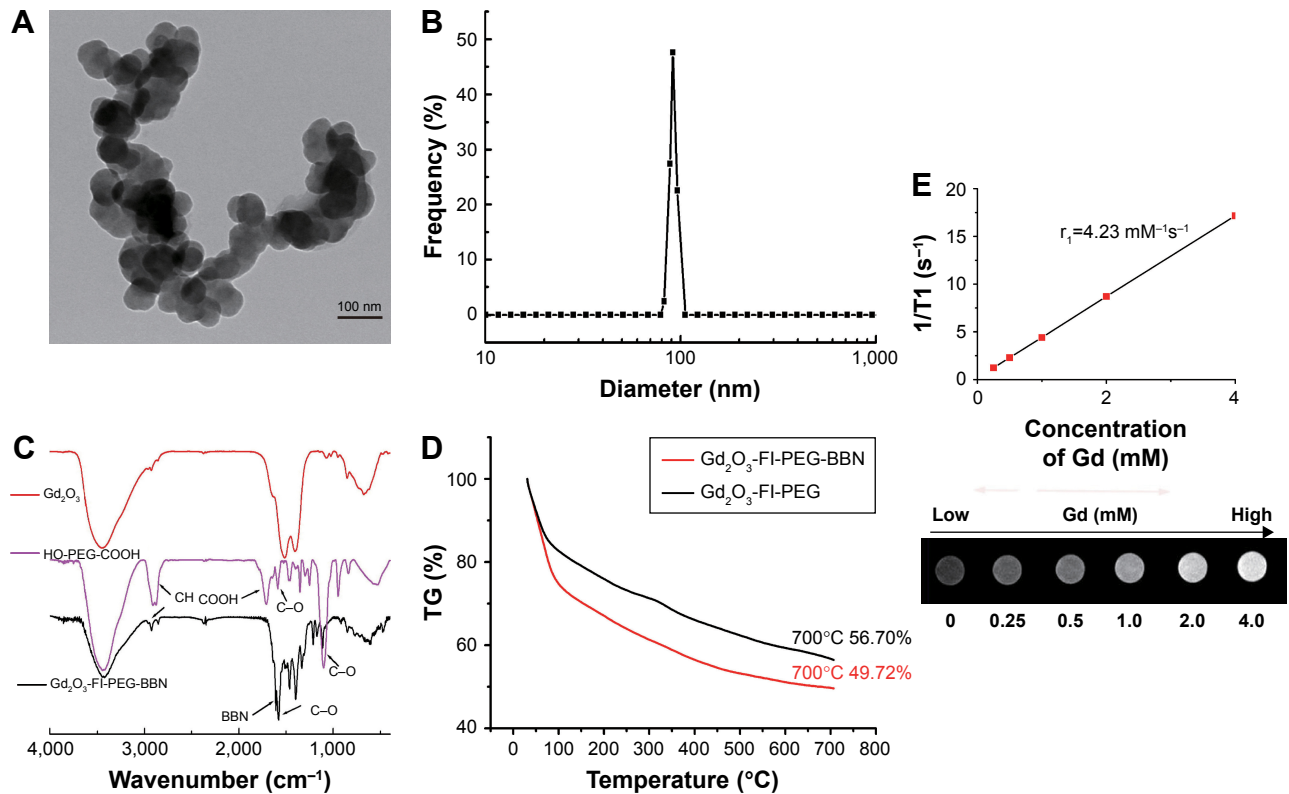 A
100 nm
B
50
40
30
20
10
0
Frequency (%)
10
100
1,000
Diameter (nm)
C
Gd₂O₃
HO-PEG-COOH
CH
COOH
C–O
C–O
Gd₂O₃-FI-PEG-BBN
BBN
C–O
4,000
3,000
2,000
1,000
Wavenumber (cm⁻¹)
D
Gd₂O₃-FI-PEG-BBN
Gd₂O₃-FI-PEG
100
80
60
40
TG (%)
700°C 56.70%
700°C 49.72%
0
100
200
300
400
500
600
700
800
Temperature (°C)
E
20
15
10
5
0
1/T1 (s⁻¹)
r₁=4.23 mM⁻¹s⁻¹
0
2
4
Concentration
of Gd (mM)
Low Gd (mM) High
0 0.25 0.5 1.0 2.0 4.0